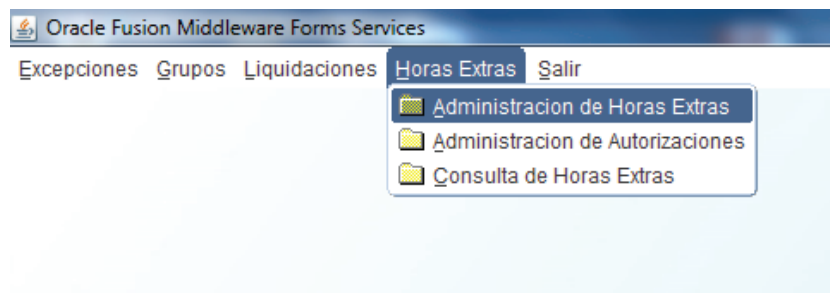 Oracle Fusion Middleware Forms Services
Excepciones Grupos Liquidaciones Horas Extras Salir
Administracion de Horas Extras
Administracion de Autorizaciones
Consulta de Horas Extras